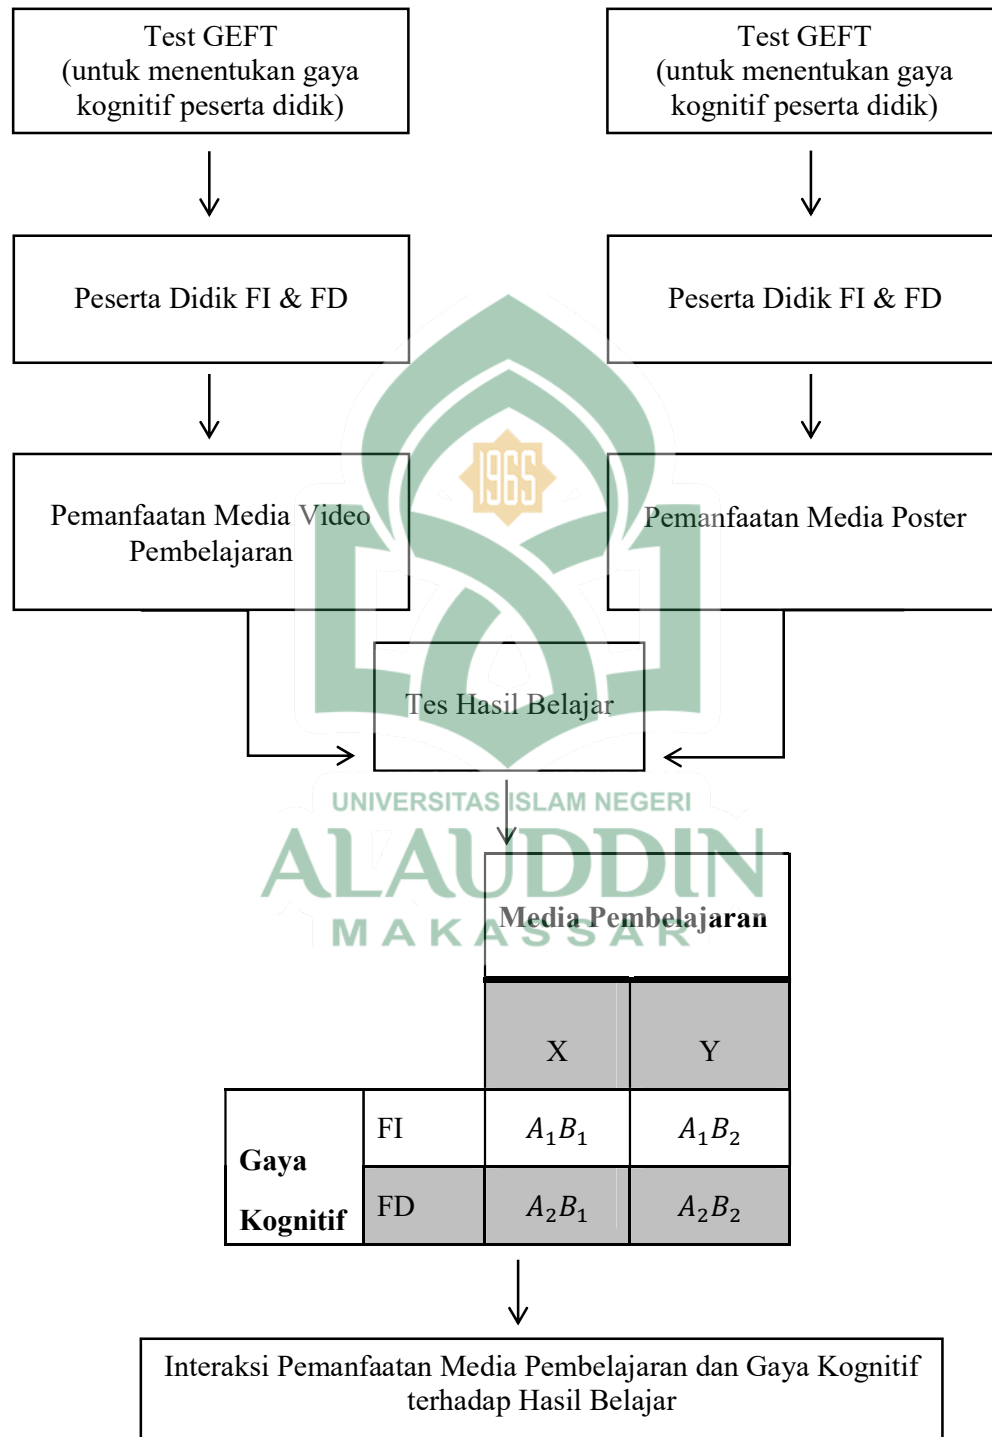 Test GEFT
(untuk menentukan gaya
kognitif peserta didik)
Test GEFT
(untuk menentukan gaya
kognitif peserta didik)
Peserta Didik FI & FD
Peserta Didik FI & FD
1965
Pemanfaatan Media Video
Pembelajaran
Pemanfaatan Media Poster
Tes Hasil Belajar
UNIVERSITAS ISLAM NEGERI
ALAUDDIN
MAKASSAR
Media Pembelajaran
X Y
Gaya
Kognitif
FI A₁B₁ A₁B₂
FD A₂B₁ A₂B₂
Interaksi Pemanfaatan Media Pembelajaran dan Gaya Kognitif
terhadap Hasil Belajar